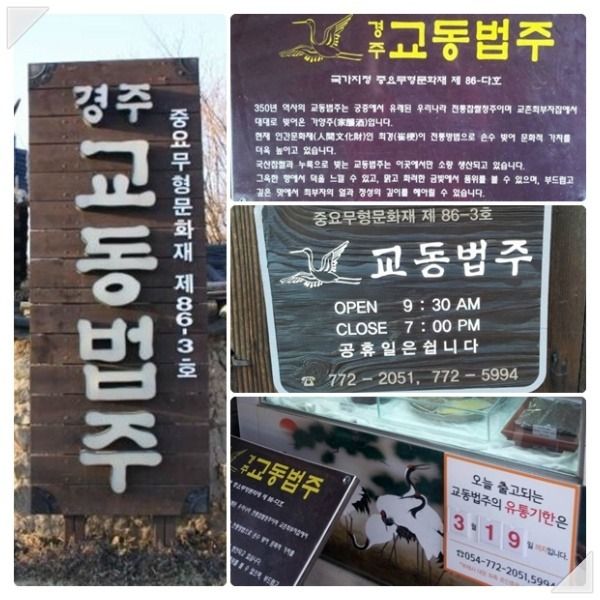 경주
교동법주
중요무형문화재 제86-3호
경주 교동법주
국가지정 중요무형문화재 제 86-다호
350년 역사의 교동법주는 궁중에서 유래된 우리나라 전통찹쌀청주이며 교촌최부자집에서
대대로 빚어온 가양주(家釀酒)입니다.
현재 인간문화재(人間文化財)인 최경(崔梗)이 전통방법으로 손수 빚어 문화적 가치를
더욱 높이고 있습니다.
국산찹쌀과 누룩으로 빚는 교동법주는 이곳에서만 소량 생산되고 있습니다.
그윽한 향에서 덕을 느낄 수 있고, 맑고 화려한 금빛에서 품위를 볼 수 있으며, 부드럽고
깊은 맛에서 최부자의 얼과 정성의 깊이를 헤아릴 수 있습니다.
중요무형문화재 제 86-3호
교동법주
OPEN 9 : 30 AM
CLOSE 7 : 00 PM
공휴일은쉽니다
☎ 772 - 2051, 772 - 5994
경주 교동법주
오늘 출고되는
교동법주의 유통기한은
3월 19일 까지입니다.
☎054-772-2051,5994